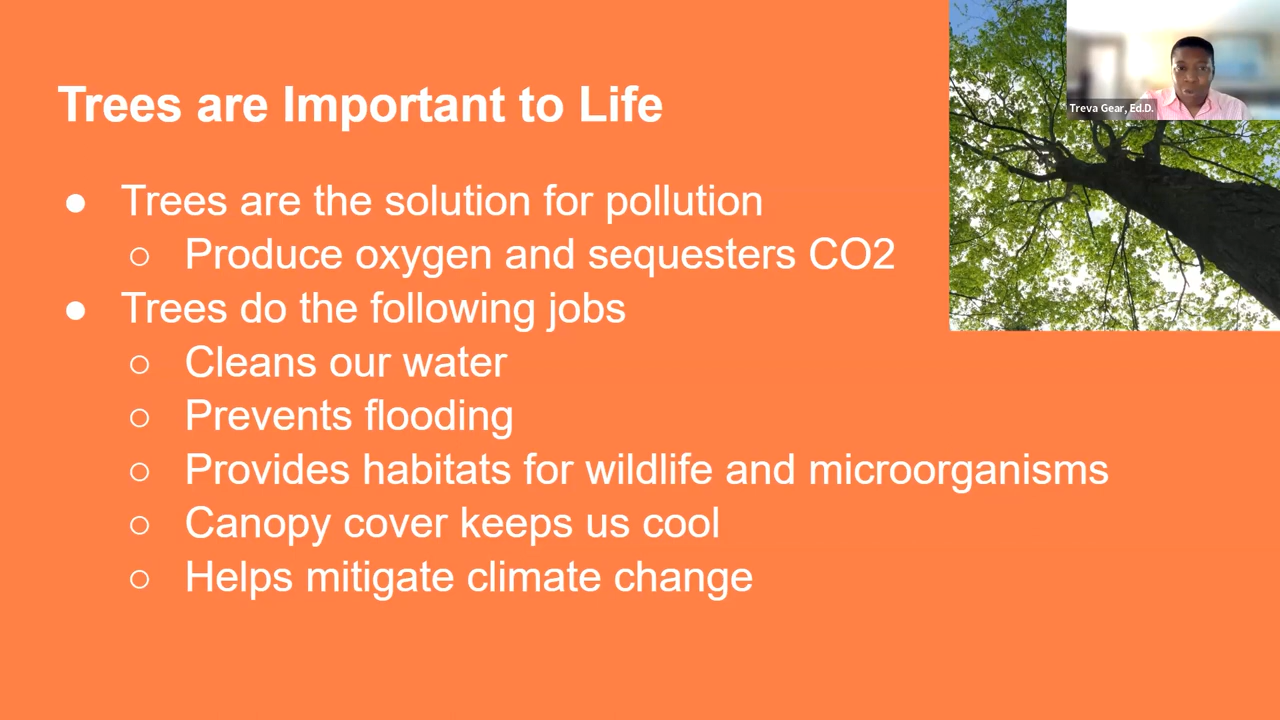 Trees are Important to Life
Treva Gear, Ed.D.
● Trees are the solution for pollution
○ Produce oxygen and sequesters CO2
● Trees do the following jobs
○ Cleans our water
○ Prevents flooding
○ Provides habitats for wildlife and microorganisms
○ Canopy cover keeps us cool
○ Helps mitigate climate change